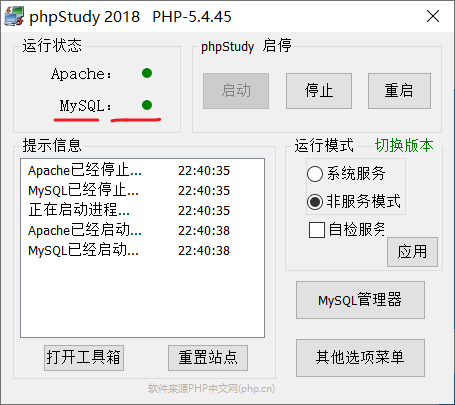 phpStudy 2018 PHP-5.4.45
运行状态
Apache:
MySQL:
phpStudy 启停
启动 停止 重启
提示信息
Apache已经停止... 22:40:35
MySQL已经停止... 22:40:35
正在启动进程... 22:40:35
Apache已经启动... 22:40:38
MySQL已经启动... 22:40:38
打开工具箱 重置站点
运行模式 切换版本
系统服务
非服务模式
自检服务
应用
MySQL管理器
其他选项菜单
软件来源PHP中文网(php.cn)